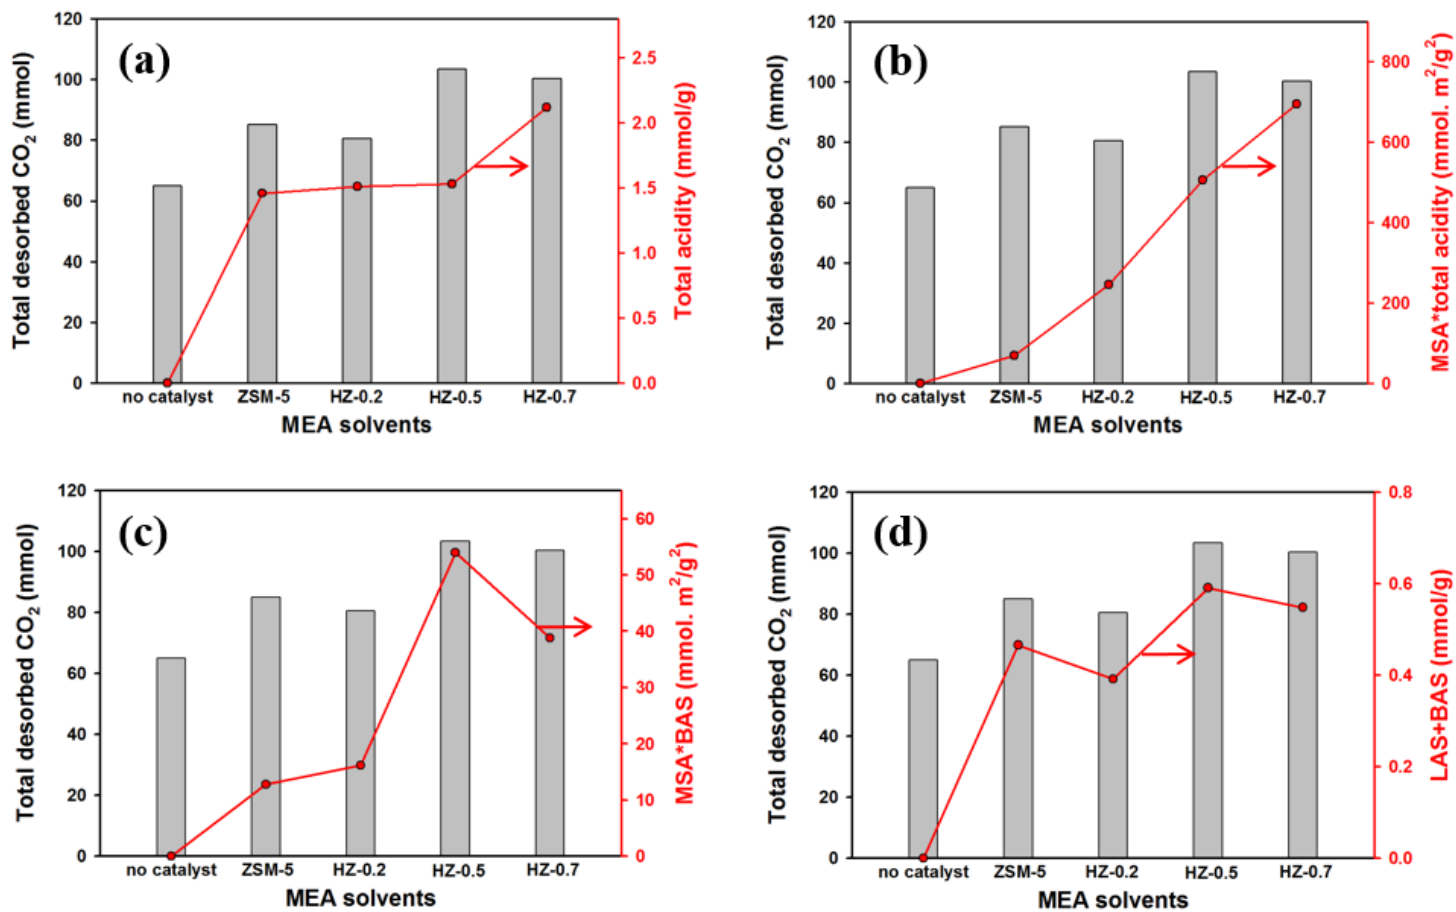 (a)
Total desorbed CO2 (mmol)
120
100
80
60
40
20
0
no catalyst ZSM-5 HZ-0.2 HZ-0.5 HZ-0.7
MEA solvents
2.5
2.0
1.5
1.0
0.5
0.0
Total acidity (mmol/g)
(b)
Total desorbed CO2 (mmol)
120
100
80
60
40
20
0
no catalyst ZSM-5 HZ-0.2 HZ-0.5 HZ-0.7
MEA solvents
800
600
400
200
0
MSA*total acidity (mmol. m2/g2)
(c)
Total desorbed CO2 (mmol)
120
100
80
60
40
20
0
no catalyst ZSM-5 HZ-0.2 HZ-0.5 HZ-0.7
MEA solvents
60
50
40
30
20
10
0
MSA*BAS (mmol. m2/g2)
(d)
Total desorbed CO2 (mmol)
120
100
80
60
40
20
0
no catalyst ZSM-5 HZ-0.2 HZ-0.5 HZ-0.7
MEA solvents
0.8
0.6
0.4
0.2
0.0
LAS+BAS (mmol/g)